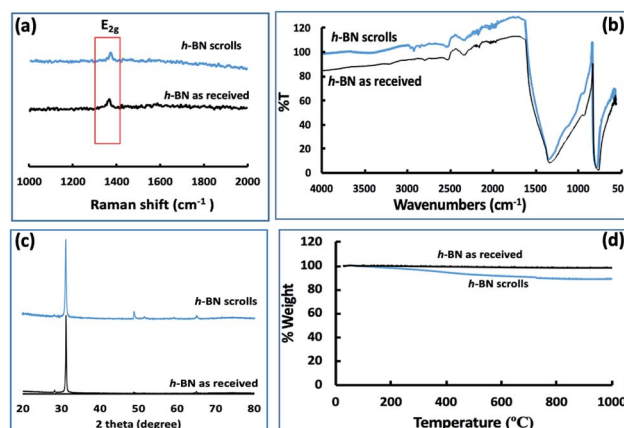 (a)
E2g
h-BN scrolls
h-BN as received
1000 1200 1400 1600 1800 2000
Raman shift (cm-1)
(b)
140
120
100
80
60
40
20
0
%T
h-BN scrolls
h-BN as received
4000 3500 3000 2500 2000 1500 1000 500
Wavenumbers (cm-1)
(c)
h-BN scrolls
h-BN as received
20 30 40 50 60 70 80
2 theta (degree)
(d)
120
100
80
60
40
20
0
% Weight
h-BN as received
h-BN scrolls
0 200 400 600 800 1000
Temperature (°C)